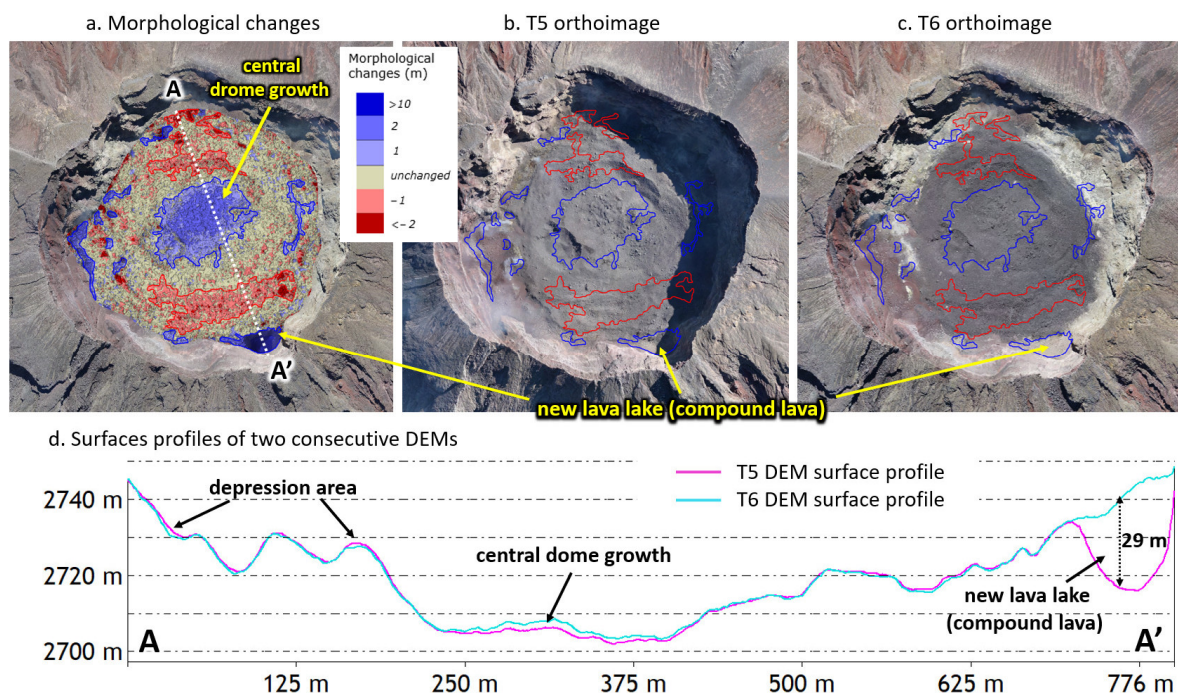 a. Morphological changes
b. T5 orthoimage
c. T6 orthoimage
central
drome growth
A
A'
Morphological
changes (m)
>10
2
1
unchanged
−1
<−2
new lava lake (compound lava)
d. Surfaces profiles of two consecutive DEMs
T5 DEM surface profile
T6 DEM surface profile
2740 m
2720 m
2700 m
depression area
central dome growth
29 m
new lava lake
(compound lava)
A
A'
125 m
250 m
375 m
500 m
625 m
776 m